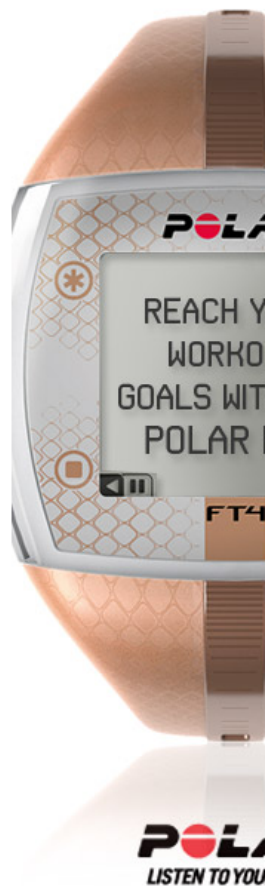 POLA
REACH Y
WORKO
GOALS WIT
POLAR
FT4
POLA
LISTEN TO YOU